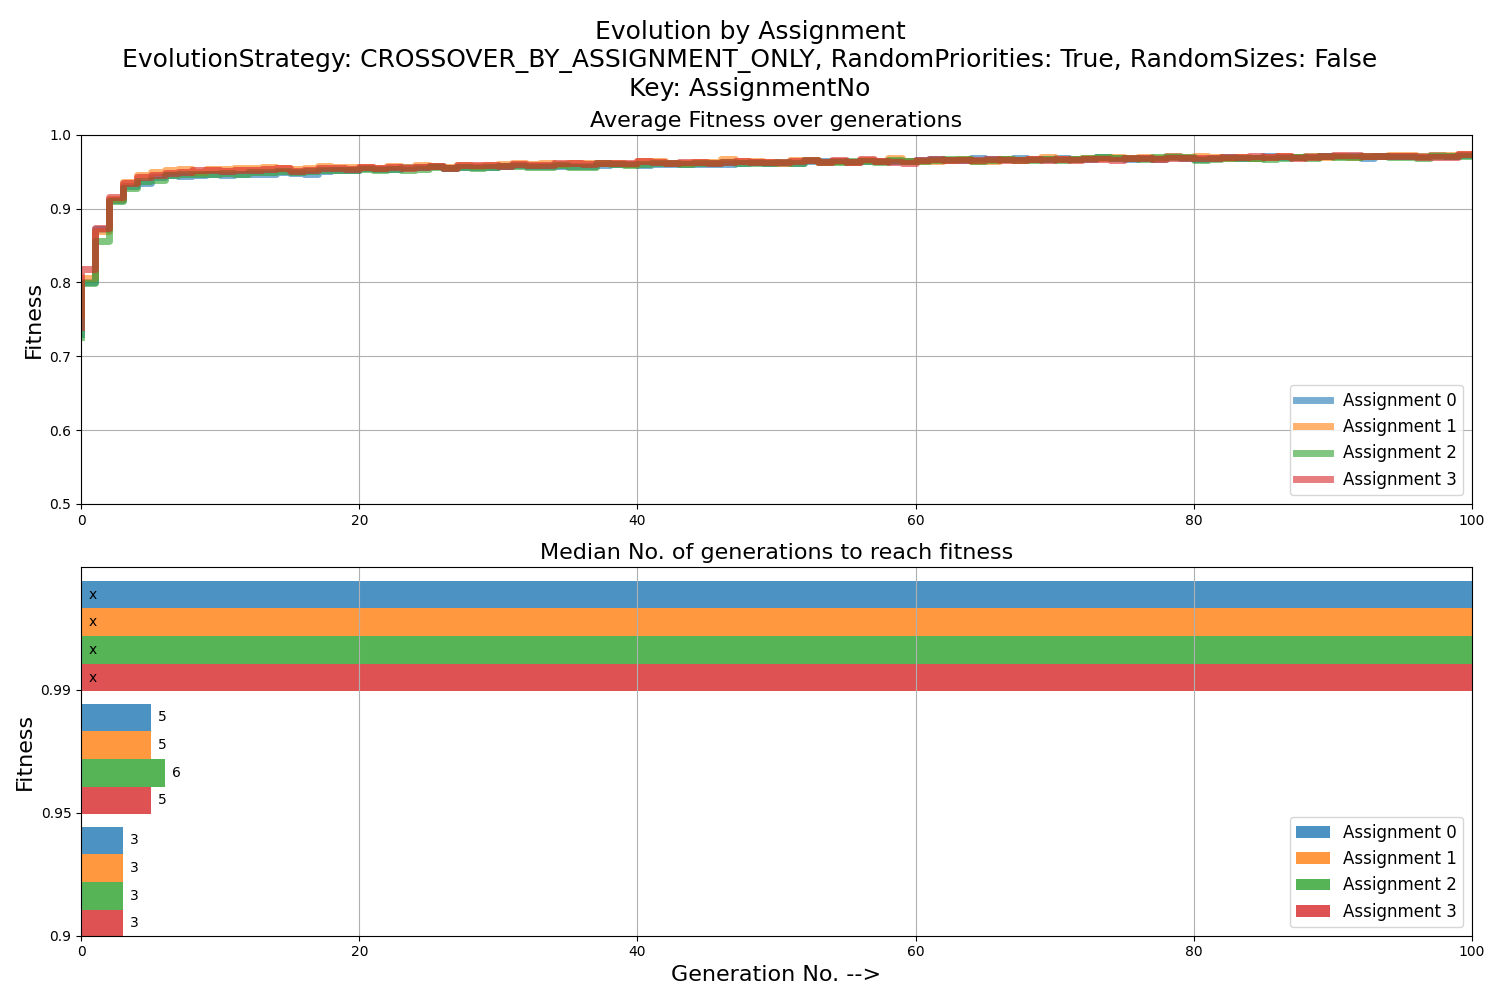 Evolution by Assignment
EvolutionStrategy: CROSSOVER_BY_ASSIGNMENT_ONLY, RandomPriorities: True, RandomSizes: False
Key: AssignmentNo
Average Fitness over generations
1.0
0.9
0.8
0.7
0.6
0.5
Fitness
0
20
40
60
80
100
Assignment 0
Assignment 1
Assignment 2
Assignment 3
Median No. of generations to reach fitness
x
x
x
x
0.99
5
5
6
5
0.95
3
3
3
3
0.9
Fitness
0
20
40
60
80
100
Assignment 0
Assignment 1
Assignment 2
Assignment 3
Generation No. -->